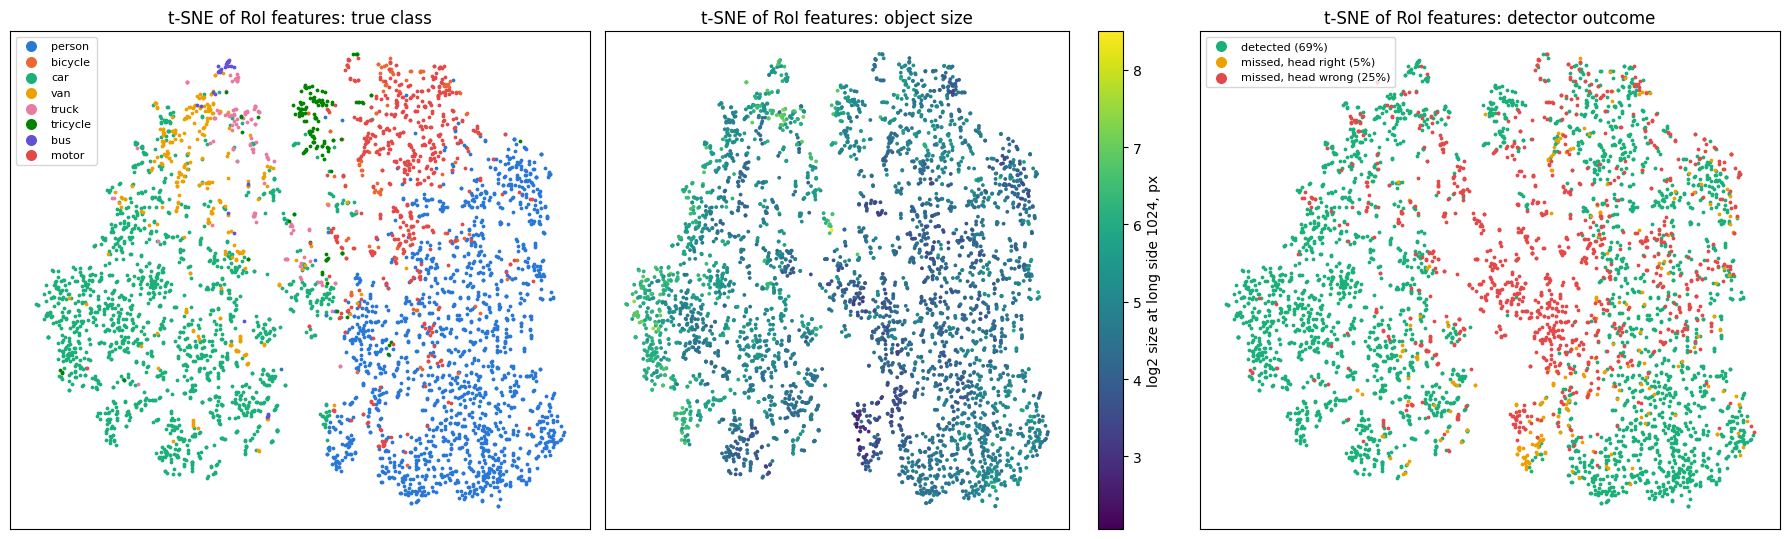 t-SNE of RoI features: true class
person
bicycle
car
van
truck
tricycle
bus
motor
t-SNE of RoI features: object size
8
7
6
5
4
3
log2 size at long side 1024, px
t-SNE of RoI features: detector outcome
detected (69%)
missed, head right (5%)
missed, head wrong (25%)